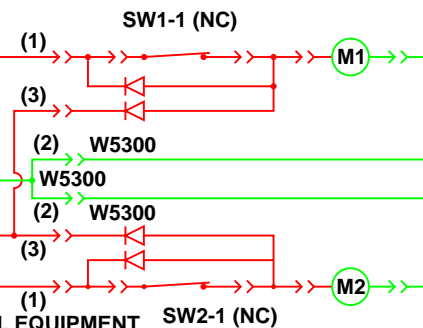 SW1-1 (NC)
(1)
M1
(3)
(2) W5300
W5300
(2) W5300
(3)
M2
(1)
EQUIPMENT SW2-1 (NC)